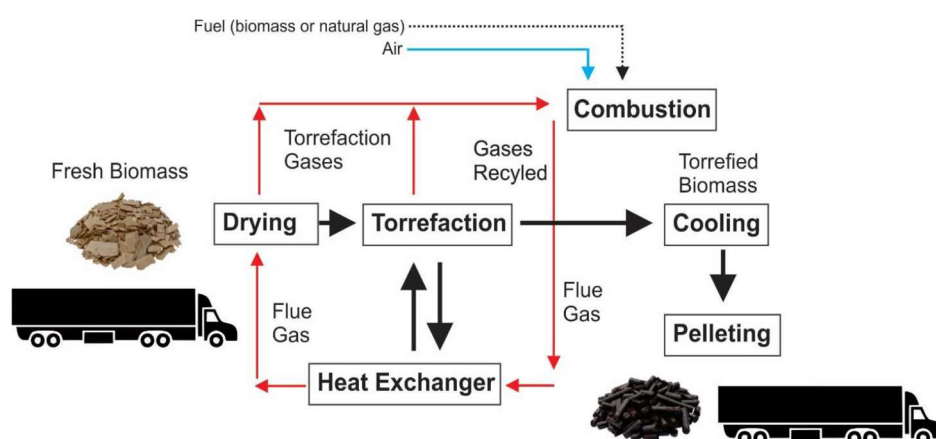 Fuel (biomass or natural gas)
Air
Combustion
Torrefaction
Gases
Gases
Recyled
Fresh Biomass
Torrefied
Biomass
Drying
Torrefaction
Cooling
Flue
Gas
Flue
Gas
Pelleting
Heat Exchanger